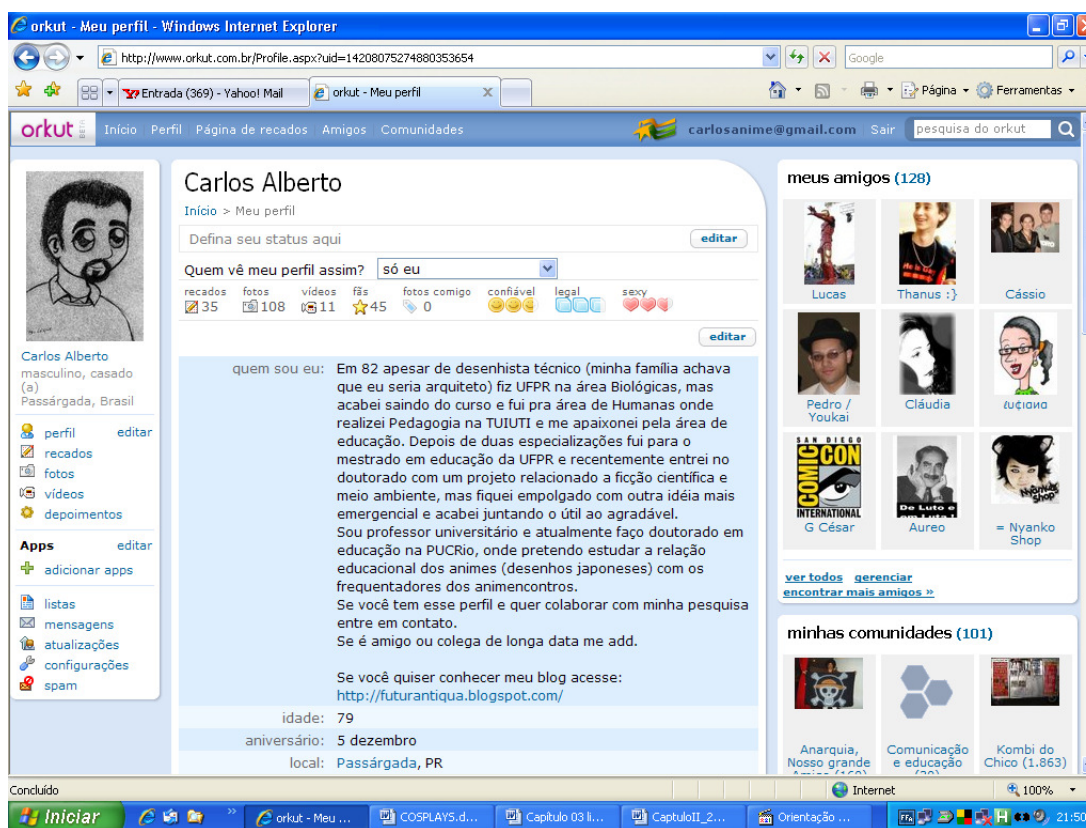 orkut - Meu perfil - Windows Internet Explorer
http://www.orkut.com.br/Profile.aspx?uid=14208075274880353654
Google
Entrada (369) - Yahoo! Mail
orkut - Meu perfil
Página
Ferramentas
orkut
Início Perfil Página de recados Amigos Comunidades
carlosanime@gmail.com Sair
pesquisa do orkut
Carlos Alberto
masculino, casado
(a)
Passárgada, Brasil
perfil editar
recados
fotos
vídeos
depoimentos
Apps editar
adicionar apps
listas
mensagens
atualizações
configurações
spam
Carlos Alberto
Início > Meu perfil
Defina seu status aqui
editar
Quem vê meu perfil assim? só eu
recados fotos vídeos fãs fotos comigo confiável legal sexy
35 108 11 45 0
editar
quem sou eu: Em 82 apesar de desenhista técnico (minha família achava
que eu seria arquiteto) fiz UFPR na área Biológicas, mas
acabei saindo do curso e fui pra área de Humanas onde
realizei Pedagogia na TUIUTI e me apaixonei pela área de
educação. Depois de duas especializações fui para o
mestrado em educação da UFPR e recentemente entrei no
doutorado com um projeto relacionado a ficção científica e
meio ambiente, mas fiquei empolgado com outra idéia mais
emergencial e acabei juntando o útil ao agradável.
Sou professor universitário e atualmente faço doutorado em
educação na PUCRio, onde pretendo estudar a relação
educacional dos animes (desenhos japoneses) com os
frequentadores dos animencontros.
Se você tem esse perfil e quer colaborar com minha pesquisa
entre em contato.
Se é amigo ou colega de longa data me add.
Se você quiser conhecer meu blog acesse:
http://futurantiqua.blogspot.com/
idade: 79
aniversário: 5 dezembro
local: Passárgada, PR
meus amigos (128)
Lucas
Thanus :}
Cássio
Pedro /
Youkai
Cláudia
SAN DIEGO
COMIC
CON
INTERNATIONAL
G César
De Luto e
Aureo
Nyanko
Shop
= Nyanko
Shop
ver todos gerenciar
encontrar mais amigos »
minhas comunidades (101)
Anarquia,
Nosso grande
Comunicação
e educação
Kombi do
Chico (1.863)
Concluído
Internet
100%
Iniciar
orkut - Meu ...
COSPLAYS.d...
Capítulo 03 li...
CaptuloII_2...
Orientação ...
21:50